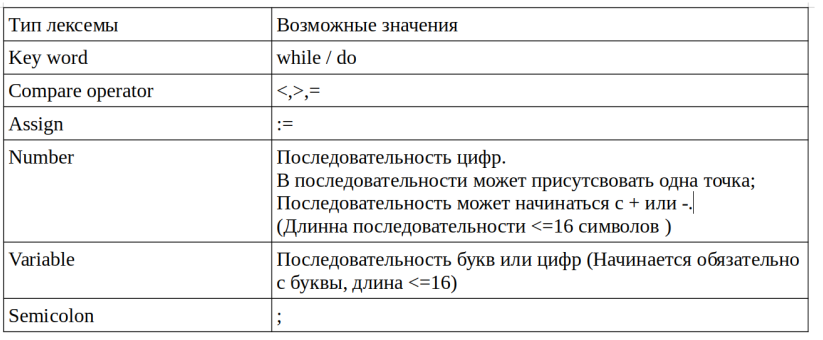 Тип лексемы
Возможные значения
Key word
while / do
Compare operator
<,>,=
Assign
:=
Number
Последовательность цифр.
В последовательности может присутсвовать одна точка;
Последовательность может начинаться с + или -.
(Длинна последовательности <=16 символов )
Variable
Последовательность букв или цифр (Начинается обязательно
с буквы, длина <=16)
Semicolon
;